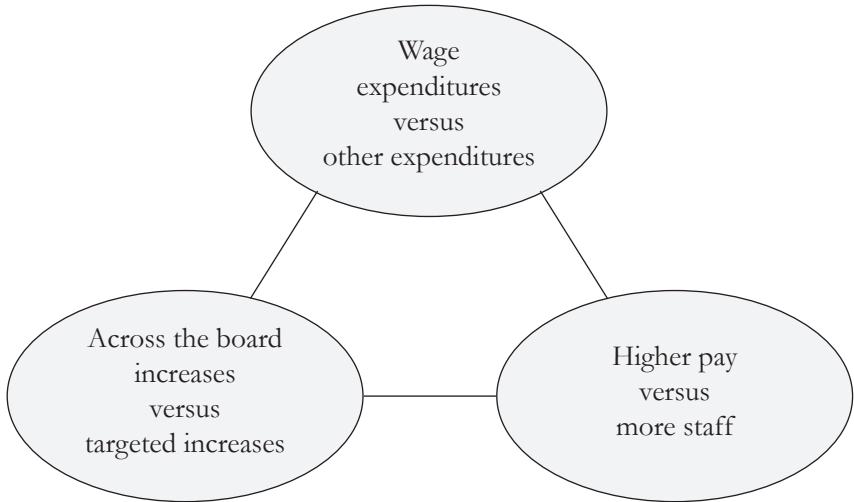 Wage
expenditures
versus
other expenditures
Across the board
increases
versus
targeted increases
Higher pay
versus
more staff